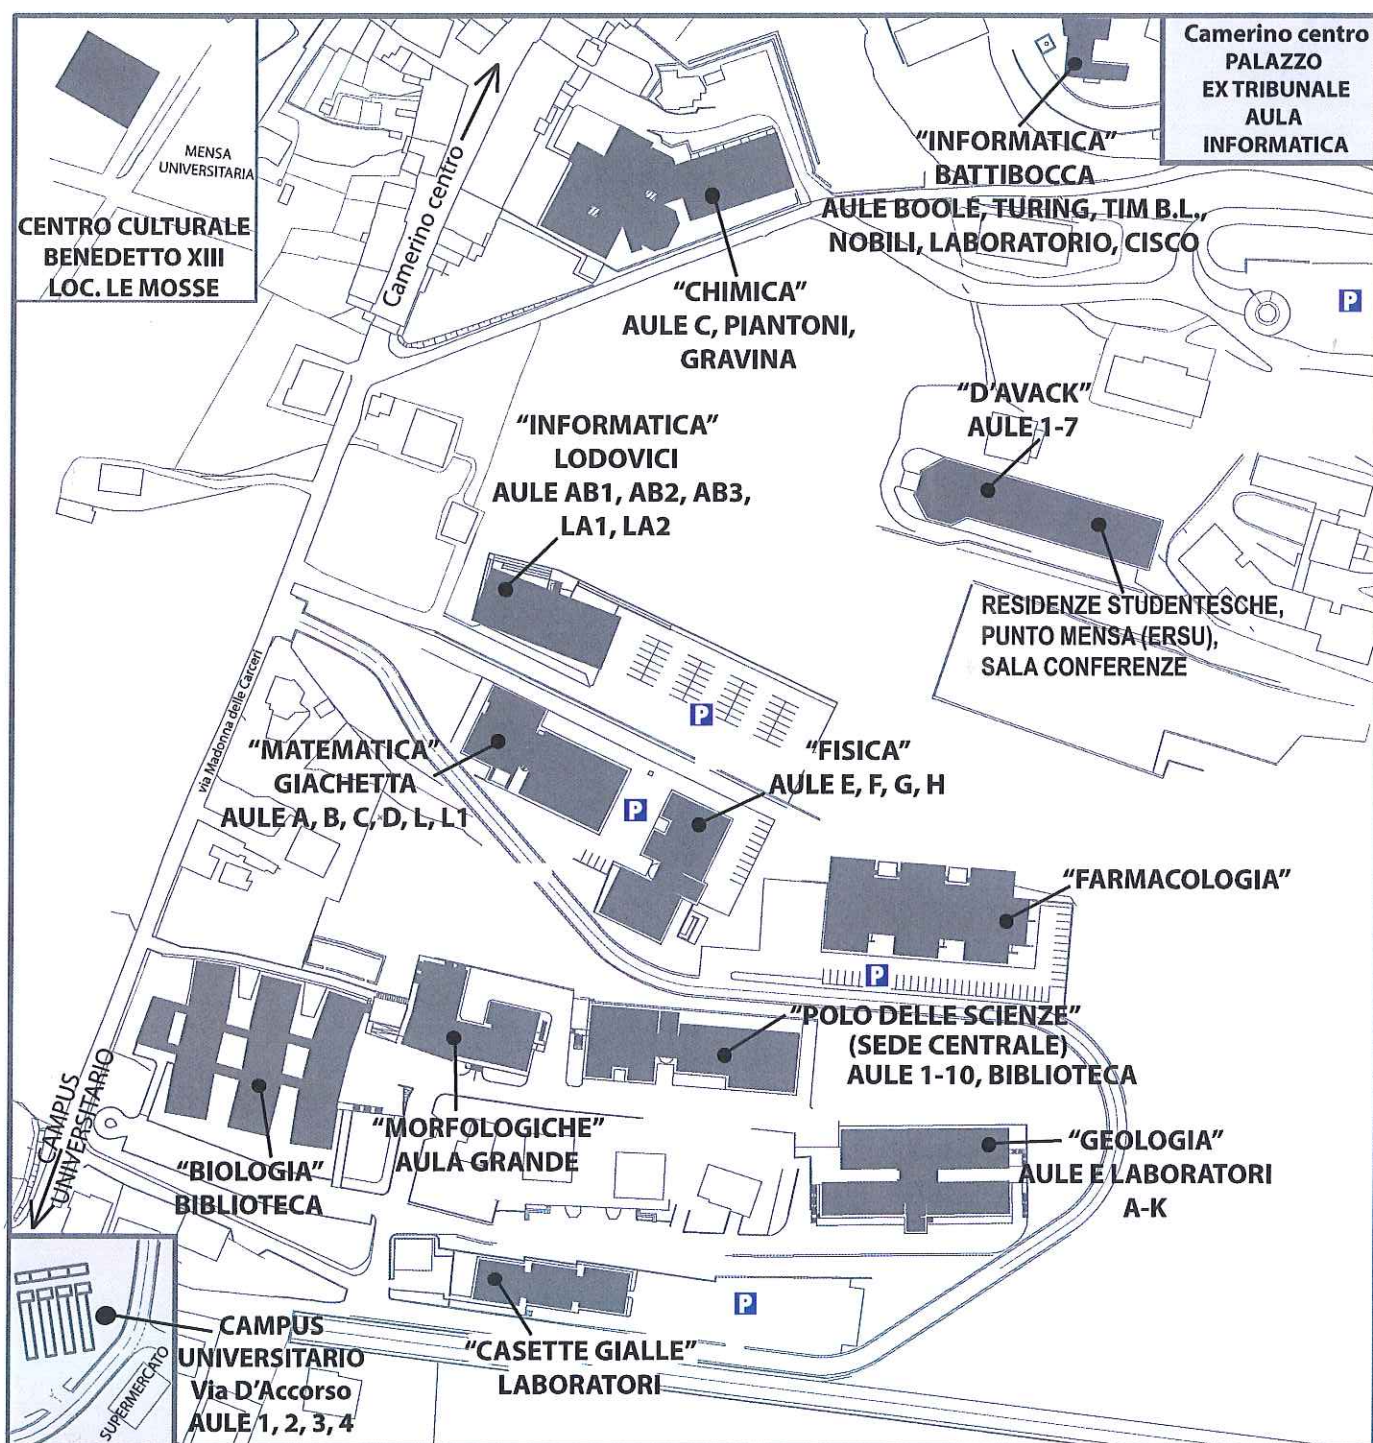 MENSA
UNIVERSITARIA
CENTRO CULTURALE
BENEDETTO XIII
LOC. LE MOSSE
Camerino centro
Camerino centro
PALAZZO
EX TRIBUNALE
AULA
INFORMATICA
"INFORMATICA"
BATTIBOCCA
AULE BOOLE, TURING, TIM B.L.,
NOBILI, LABORATORIO, CISCO
"CHIMICA"
AULE C, PIANTONI,
GRAVINA
P
"D'AVACK"
AULE 1-7
"INFORMATICA"
LODOVICI
AULE AB1, AB2, AB3,
LA1, LA2
RESIDENZE STUDENTESCHE,
PUNTO MENSA (ERSU),
SALA CONFERENZE
via Madonna delle Carceri
P
"MATEMATICA"
GIACHETTA
AULE A, B, C, D, L, L1
"FISICA"
AULE E, F, G, H
P
"FARMACOLOGIA"
P
"POLO DELLE SCIENZE"
(SEDE CENTRALE)
AULE 1-10, BIBLIOTECA
CAMPUS
UNIVERSITARIO
"MORFOLOGICHE"
AULA GRANDE
"BIOLOGIA"
BIBLIOTECA
"GEOLOGIA"
AULE E LABORATORI
A-K
P
CAMPUS
UNIVERSITARIO
Via D'Accorso
AULE 1, 2, 3, 4
SUPERMERCATO
"CASETTE GIALLE"
LABORATORI